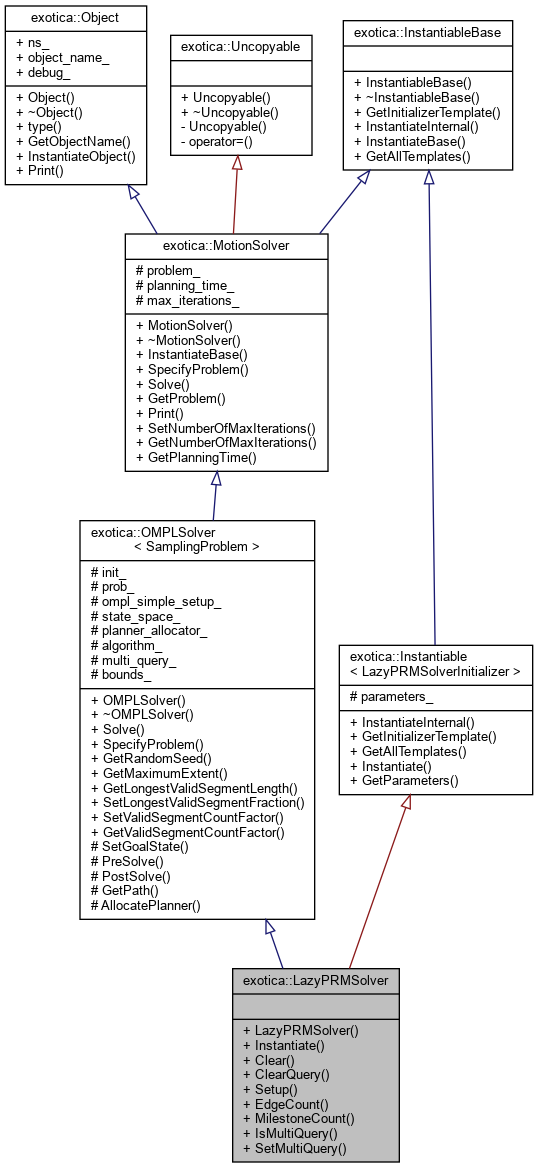 exotica::Object
+ ns_
+ object_name_
+ debug_
+ Object()
+ ~Object()
+ type()
+ GetObjectName()
+ InstantiateObject()
+ Print()
exotica::Uncopyable
+ Uncopyable()
+ ~Uncopyable()
- Uncopyable()
- operator=()
exotica::InstantiableBase
+ InstantiableBase()
+ ~InstantiableBase()
+ GetInitializerTemplate()
+ InstantiateInternal()
+ InstantiateBase()
+ GetAllTemplates()
exotica::MotionSolver
# problem_
# planning_time_
# max_iterations_
+ MotionSolver()
+ ~MotionSolver()
+ InstantiateBase()
+ SpecifyProblem()
+ Solve()
+ GetProblem()
+ Print()
+ SetNumberOfMaxIterations()
+ GetNumberOfMaxIterations()
+ GetPlanningTime()
exotica::OMPLSolver
< SamplingProblem >
# init_
# prob_
# ompl_simple_setup_
# state_space_
# planner_allocator_
# algorithm_
# multi_query_
# bounds_
+ OMPLSolver()
+ ~OMPLSolver()
+ Solve()
+ SpecifyProblem()
+ GetRandomSeed()
+ GetMaximumExtent()
+ GetLongestValidSegmentLength()
+ SetLongestValidSegmentFraction()
+ SetValidSegmentCountFactor()
+ GetValidSegmentCountFactor()
# SetGoalState()
# PreSolve()
# PostSolve()
# GetPath()
# AllocatePlanner()
exotica::Instantiable
< LazyPRMSolverInitializer >
# parameters_
+ InstantiateInternal()
+ GetInitializerTemplate()
+ GetAllTemplates()
+ Instantiate()
+ GetParameters()
exotica::LazyPRMSolver
+ LazyPRMSolver()
+ Instantiate()
+ Clear()
+ ClearQuery()
+ Setup()
+ EdgeCount()
+ MilestoneCount()
+ IsMultiQuery()
+ SetMultiQuery()